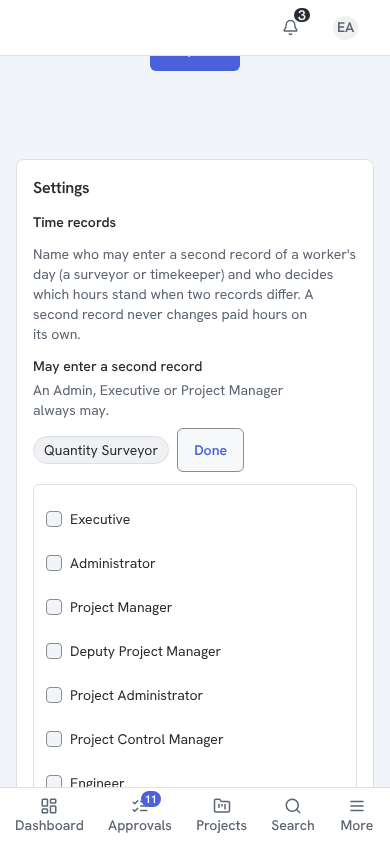 3
EA
Settings
Time records
Name who may enter a second record of a worker's
day (a surveyor or timekeeper) and who decides
which hours stand when two records differ. A
second record never changes paid hours on
its own.
May enter a second record
An Admin, Executive or Project Manager
always may.
Quantity Surveyor
Done
Executive
Administrator
Project Manager
Deputy Project Manager
Project Administrator
Project Control Manager
Engineer
11
Dashboard
Approvals
Projects
Search
More